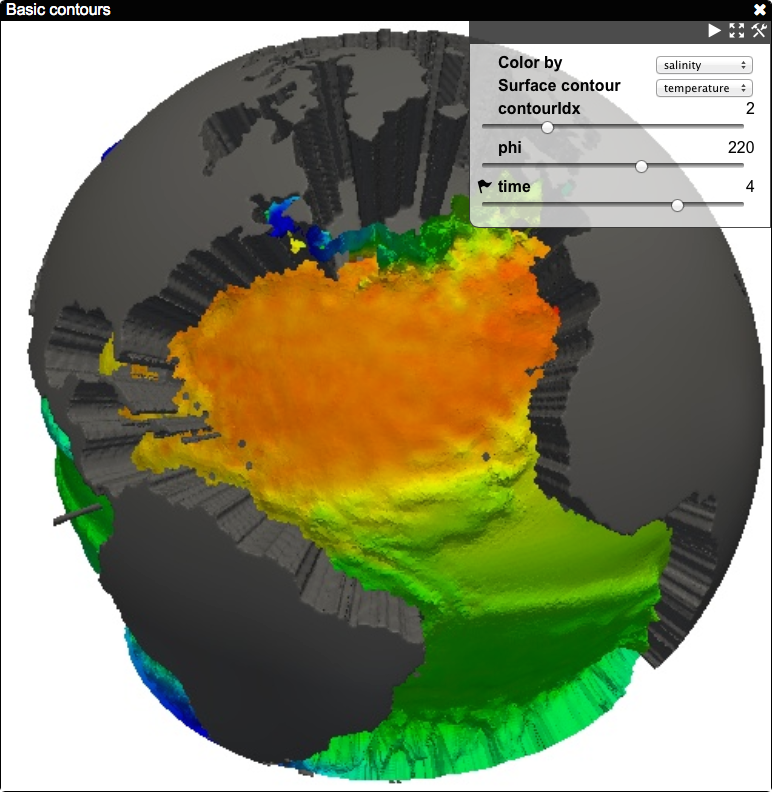 Basic contours
Color by salinity
Surface contour temperature
contourIdx 2
phi 220
time 4